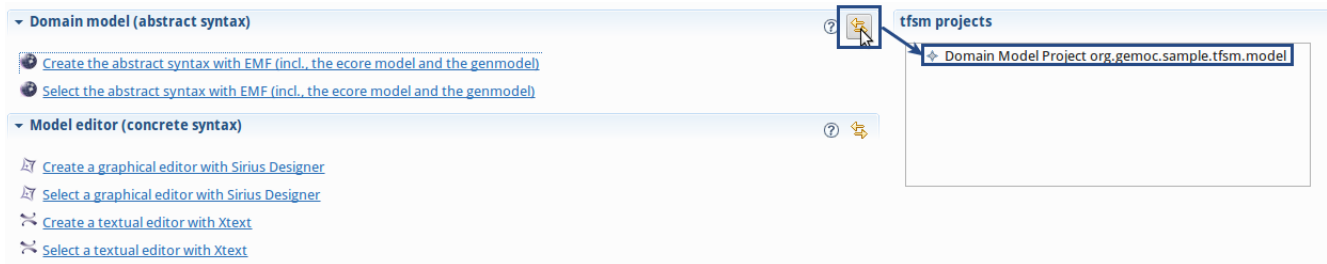 Domain model (abstract syntax)
Create the abstract syntax with EMF (incl., the ecore model and the genmodel)
Select the abstract syntax with EMF (incl., the ecore model and the genmodel)
Model editor (concrete syntax)
Create a graphical editor with Sirius Designer
Select a graphical editor with Sirius Designer
Create a textual editor with Xtext
Select a textual editor with Xtext
tfsm projects
Domain Model Project org.gemoc.sample.tfsm.model